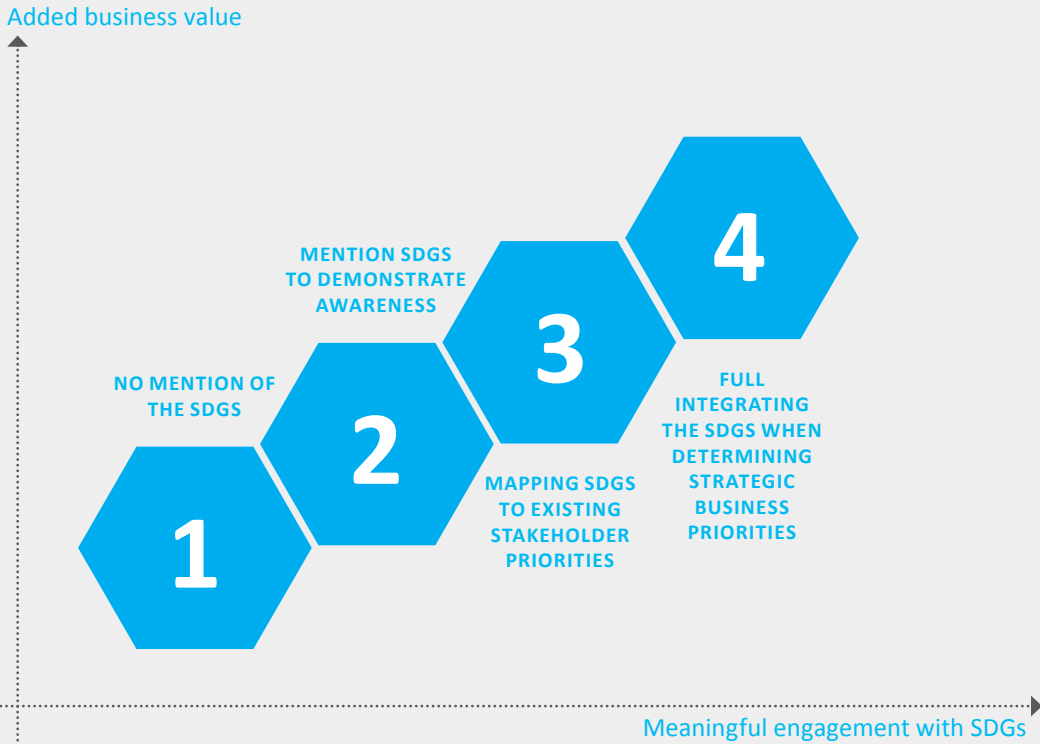 Added business value
4
MENTION SDGS
TO DEMONSTRATE
AWARENESS
3
NO MENTION OF
THE SDGS
2
FULL
INTEGRATING
THE SDGS WHEN
DETERMINING
STRATEGIC
BUSINESS
PRIORITIES
MAPPING SDGS
TO EXISTING
STAKEHOLDER
PRIORITIES
1
Meaningful engagement with SDGs